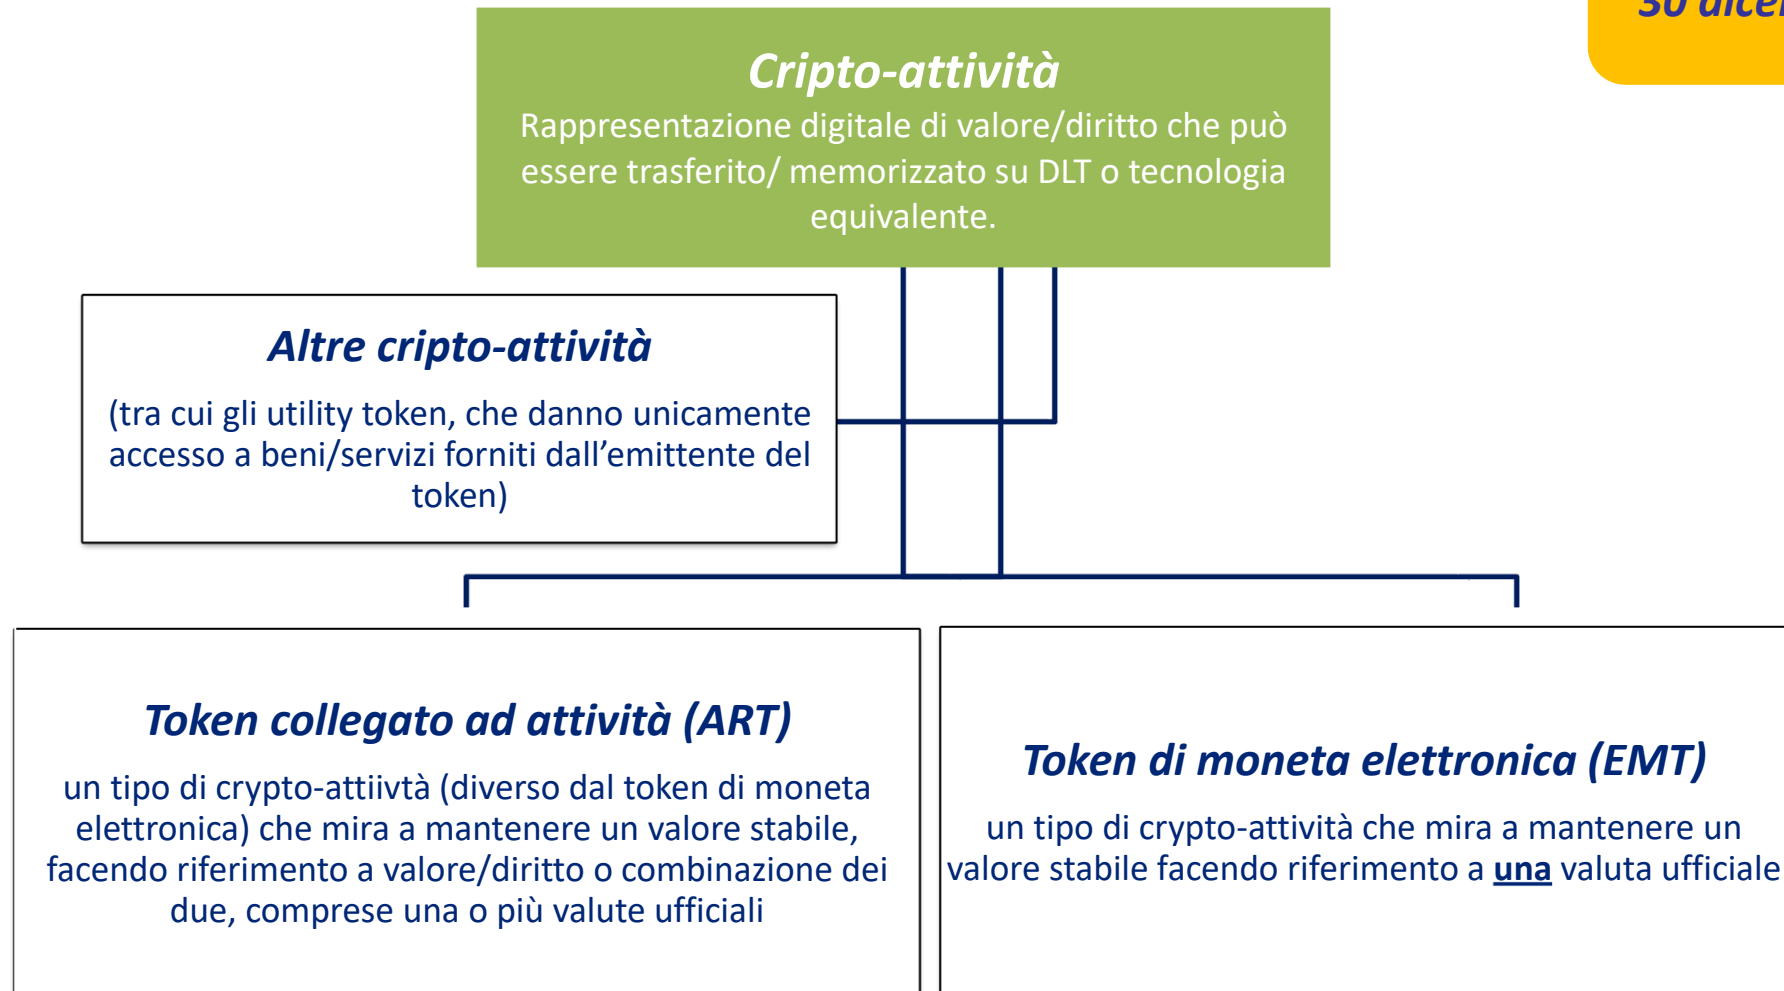 30
Cripto-attività
Rappresentazione digitale di valore/diritto che può
essere trasferito/ memorizzato su DLT o tecnologia
equivalente.
Altre cripto-attività
(tra cui gli utility token, che danno unicamente
accesso a beni/servizi forniti dall’emittente del
token)
Token collegato ad attività (ART)
un tipo di crypto-attiivtà (diverso dal token di moneta
elettronica) che mira a mantenere un valore stabile,
facendo riferimento a valore/diritto o combinazione dei
due, comprese una o più valute ufficiali
Token di moneta elettronica (EMT)
un tipo di crypto-attività che mira a mantenere un
valore stabile facendo riferimento a una valuta ufficiale